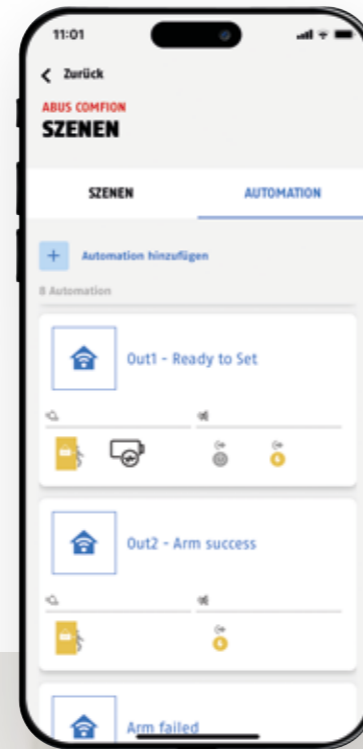 11:01
Zurück
ABUS COMFION
SZENEN
SZENEN
AUTOMATION
+ Automation hinzufügen
8 Automation
Out1 - Ready to Set
Out2 - Arm success
Arm failed